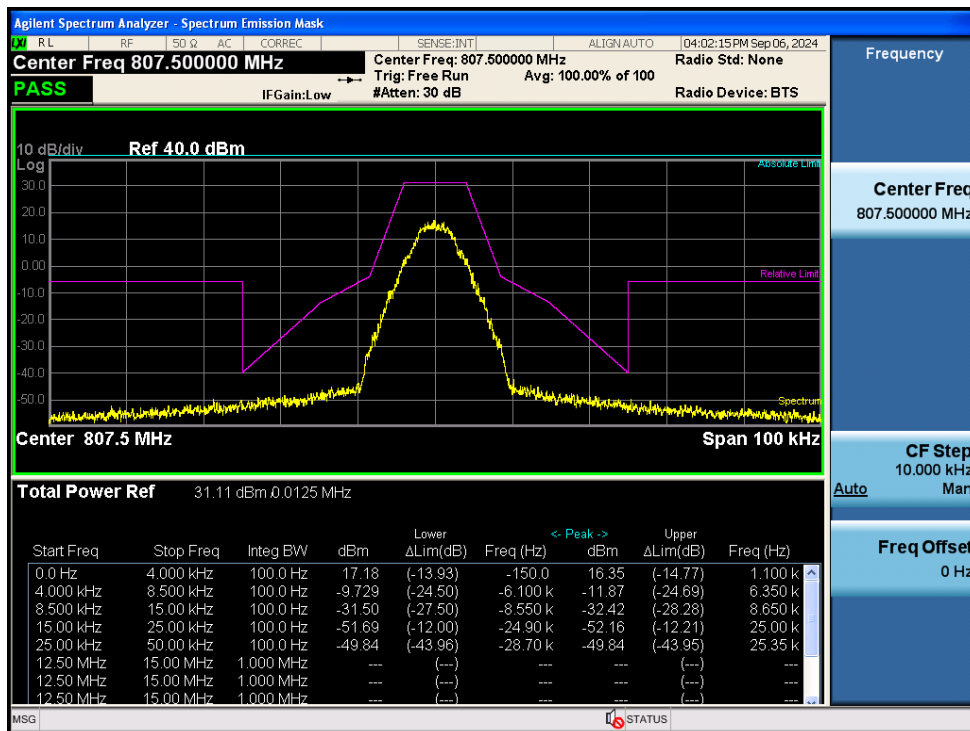 Agilent Spectrum Analyzer - Spectrum Emission Mask
LXI RL RF 50 Ω AC CORREC SENSE:INT ALIGN AUTO 04:02:15 PM Sep 06, 2024
Center Freq 807.500000 MHz Center Freq: 807.500000 MHz Radio Std: None
Trig: Free Run Avg: 100.00% of 100
PASS IFGain:Low #Atten: 30 dB Radio Device: BTS
10 dB/div Ref 40.0 dBm
Log
Absolute Limit
30.0
20.0
10.0
0.00
Relative Limit
-10.0
-20.0
-30.0
-40.0
-50.0
Spectrum
Center 807.5 MHz Span 100 kHz
Total Power Ref 31.11 dBm / 0.0125 MHz
Lower <- Peak -> Upper
Start Freq Stop Freq Integ BW dBm ΔLim(dB) Freq (Hz) dBm ΔLim(dB) Freq (Hz)
0.0 Hz 4.000 kHz 100.0 Hz 17.18 (-13.93) -150.0 16.35 (-14.77) 1.100 k
4.000 kHz 8.500 kHz 100.0 Hz -9.729 (-24.50) -6.100 k -11.87 (-24.69) 6.350 k
8.500 kHz 15.00 kHz 100.0 Hz -31.50 (-27.50) -8.550 k -32.42 (-28.28) 8.650 k
15.00 kHz 25.00 kHz 100.0 Hz -51.69 (-12.00) -24.90 k -52.16 (-12.21) 25.00 k
25.00 kHz 50.00 kHz 100.0 Hz -49.84 (-43.96) -28.70 k -49.84 (-43.95) 25.35 k
12.50 MHz 15.00 MHz 1.000 MHz --- (---) --- --- (---) ---
12.50 MHz 15.00 MHz 1.000 MHz --- (---) --- --- (---) ---
12.50 MHz 15.00 MHz 1.000 MHz --- (---) --- --- (---) ---
MSG STATUS
Frequency
Center Freq
807.500000 MHz
CF Step
10.000 kHz
Auto Man
Freq Offset
0 Hz